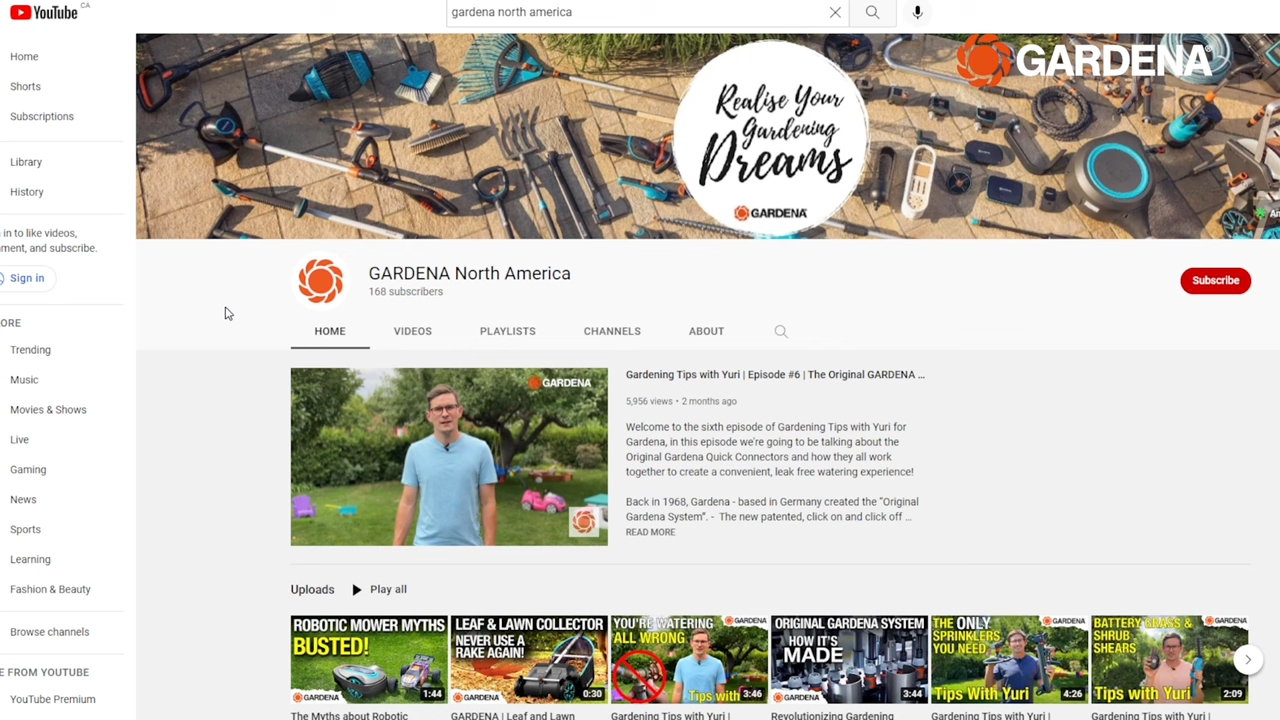 YouTube CA
gardena north america
Home
Shorts
Subscriptions
Library
History
in to like videos,
ment, and subscribe.
Sign in
ORE
Trending
Music
Movies & Shows
Live
Gaming
News
Sports
Learning
Fashion & Beauty
Browse channels
E FROM YOUTUBE
YouTube Premium
GARDENA®
Realise Your
Gardening
Dreams
GARDENA
GARDENA North America
168 subscribers
Subscribe
HOME
VIDEOS
PLAYLISTS
CHANNELS
ABOUT
GARDENA
Gardening Tips with Yuri | Episode #6 | The Original GARDENA ...
5,956 views • 2 months ago
Welcome to the sixth episode of Gardening Tips with Yuri for
Gardena, in this episode we're going to be talking about the
Original Gardena Quick Connectors and how they all work
together to create a convenient, leak free watering experience!
Back in 1968, Gardena - based in Germany created the "Original
Gardena System". - The new patented, click on and click off ...
READ MORE
Uploads
Play all
ROBOTIC MOWER MYTHS
BUSTED!
GARDENA
1:44
LEAF & LAWN COLLECTOR
NEVER USE A
RAKE AGAIN!
GARDENA
0:30
YOU'RE WATERING
ALL WRONG
GARDENA
Tips with
3:46
ORIGINAL GARDENA SYSTEM
HOW IT'S
MADE
GARDENA
3:44
THE ONLY
SPRINKLERS
YOU NEED
GARDENA
Tips With Yuri
4:26
BATTERY GRASS &
SHRUB
SHEARS
GARDENA
Tips with Yuri
2:09
The Myths about Robotic
GARDENA | Leaf and Lawn
Gardening Tips with Yuri |
Revolutionizing Gardening
Gardening Tips with Yuri |
Gardening Tips with Yuri |